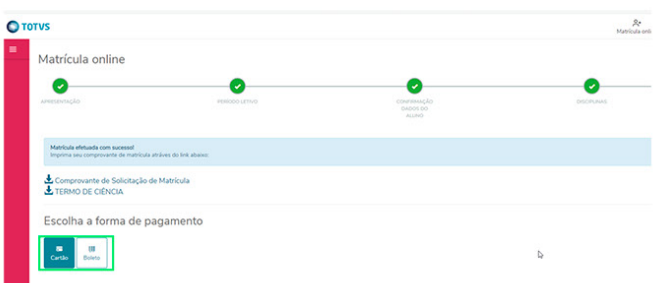 TOTVS
Matrícula onli
Matrícula online
APRESENTAÇÃO
PERÍODO LETIVO
CONFIRMAÇÃO
DADOS DO
ALUNO
DISCIPLINAS
Matrícula efetuada com sucesso!
Imprima seu comprovante de matrícula atráves do link abaixo:
Comprovante de Solicitação de Matrícula
TERMO DE CIÊNCIA
Escolha a forma de pagamento
Cartão
Boleto